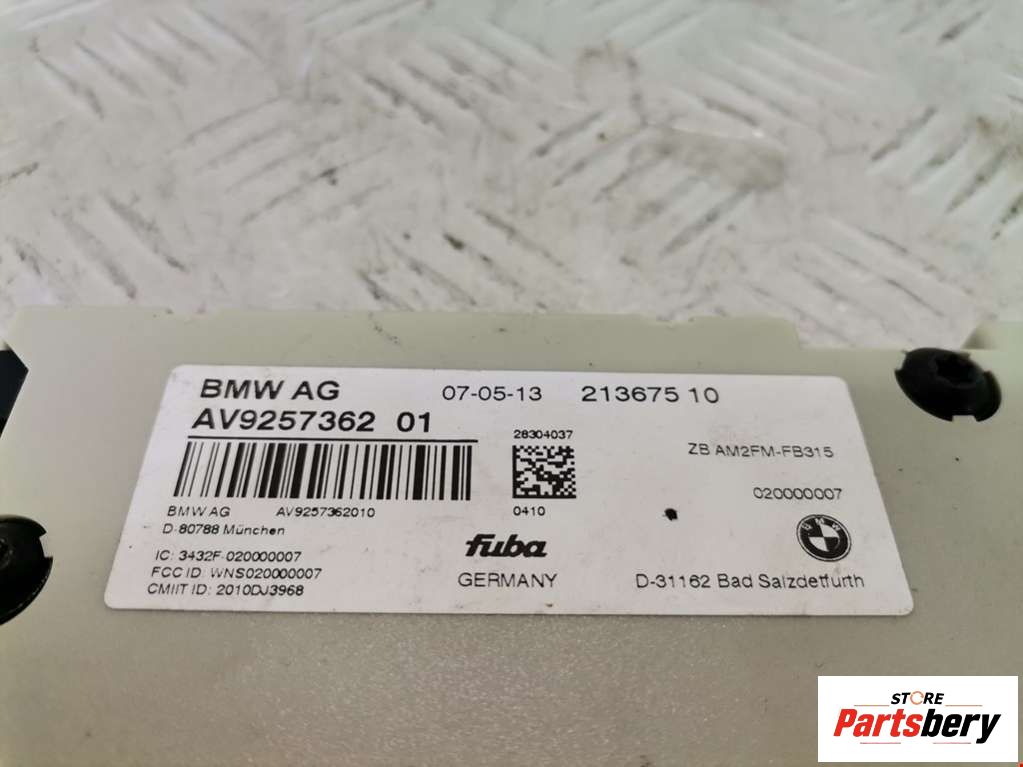 BMW AG 07-05-13 213675 10
AV9257362 01
28304037
ZB AM2FM-FB315
020000007
BMW AG AV9257362010
0410
D-80788 München
BMW
IC: 3432F-020000007
FCC ID: WNS020000007
CMIIT ID: 2010DJ3968
fuba
GERMANY
D-31162 Bad Salzdetfurth
STORE
Partsbery